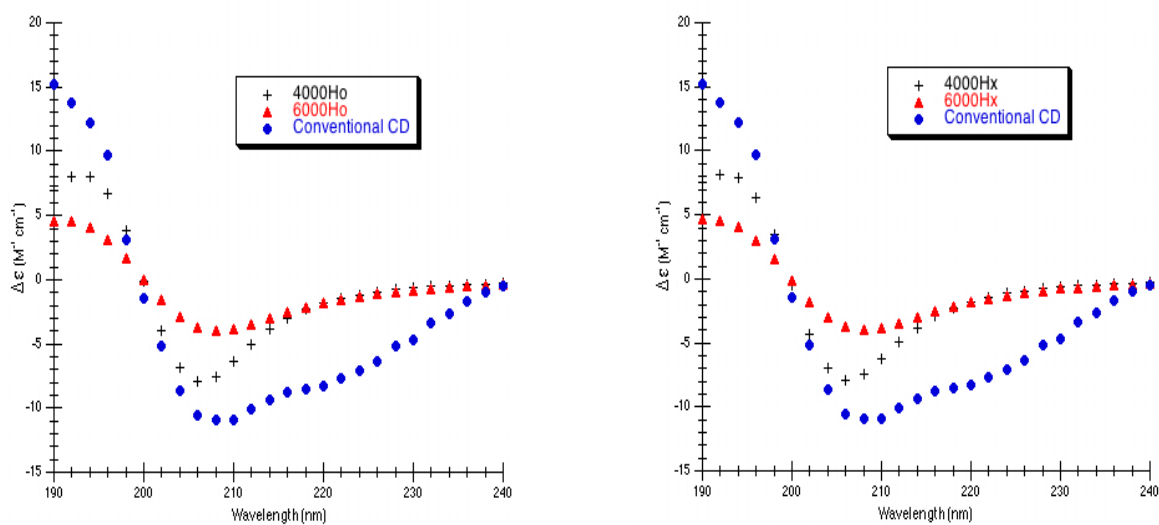 20
15
10
5
0
-5
-10
-15
190
200
210
220
230
240
Δε (M⁻¹ cm⁻¹)
Wavelength (nm)
4000Ho
6000Ho
Conventional CD
20
15
10
5
0
-5
-10
-15
190
200
210
220
230
240
Δε (M⁻¹ cm⁻¹)
Wavelength (nm)
4000Hx
6000Hx
Conventional CD